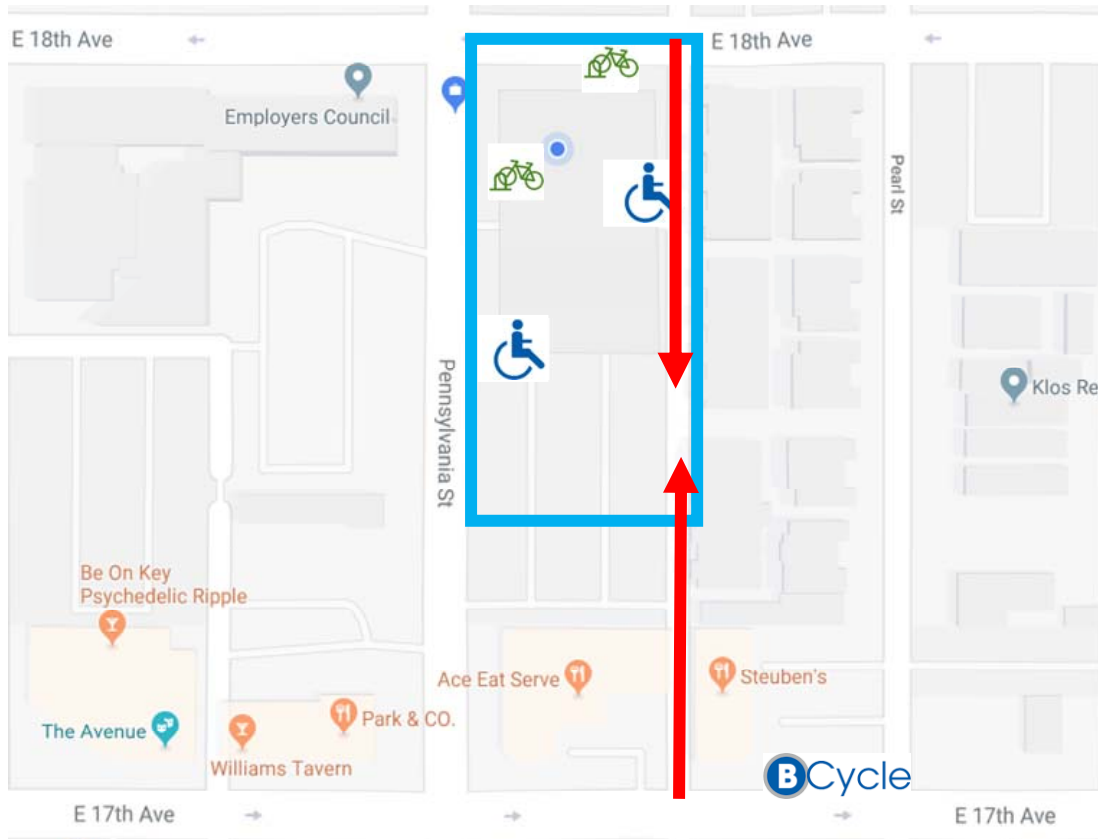 E 18th Ave
E 18th Ave
Employers Council
Pearl St
Klos Re
Pennsylvania St
Be On Key
Psychedelic Ripple
Ace Eat Serve
Steuben's
The Avenue
Park & CO.
Williams Tavern
BCycle
E 17th Ave
E 17th Ave